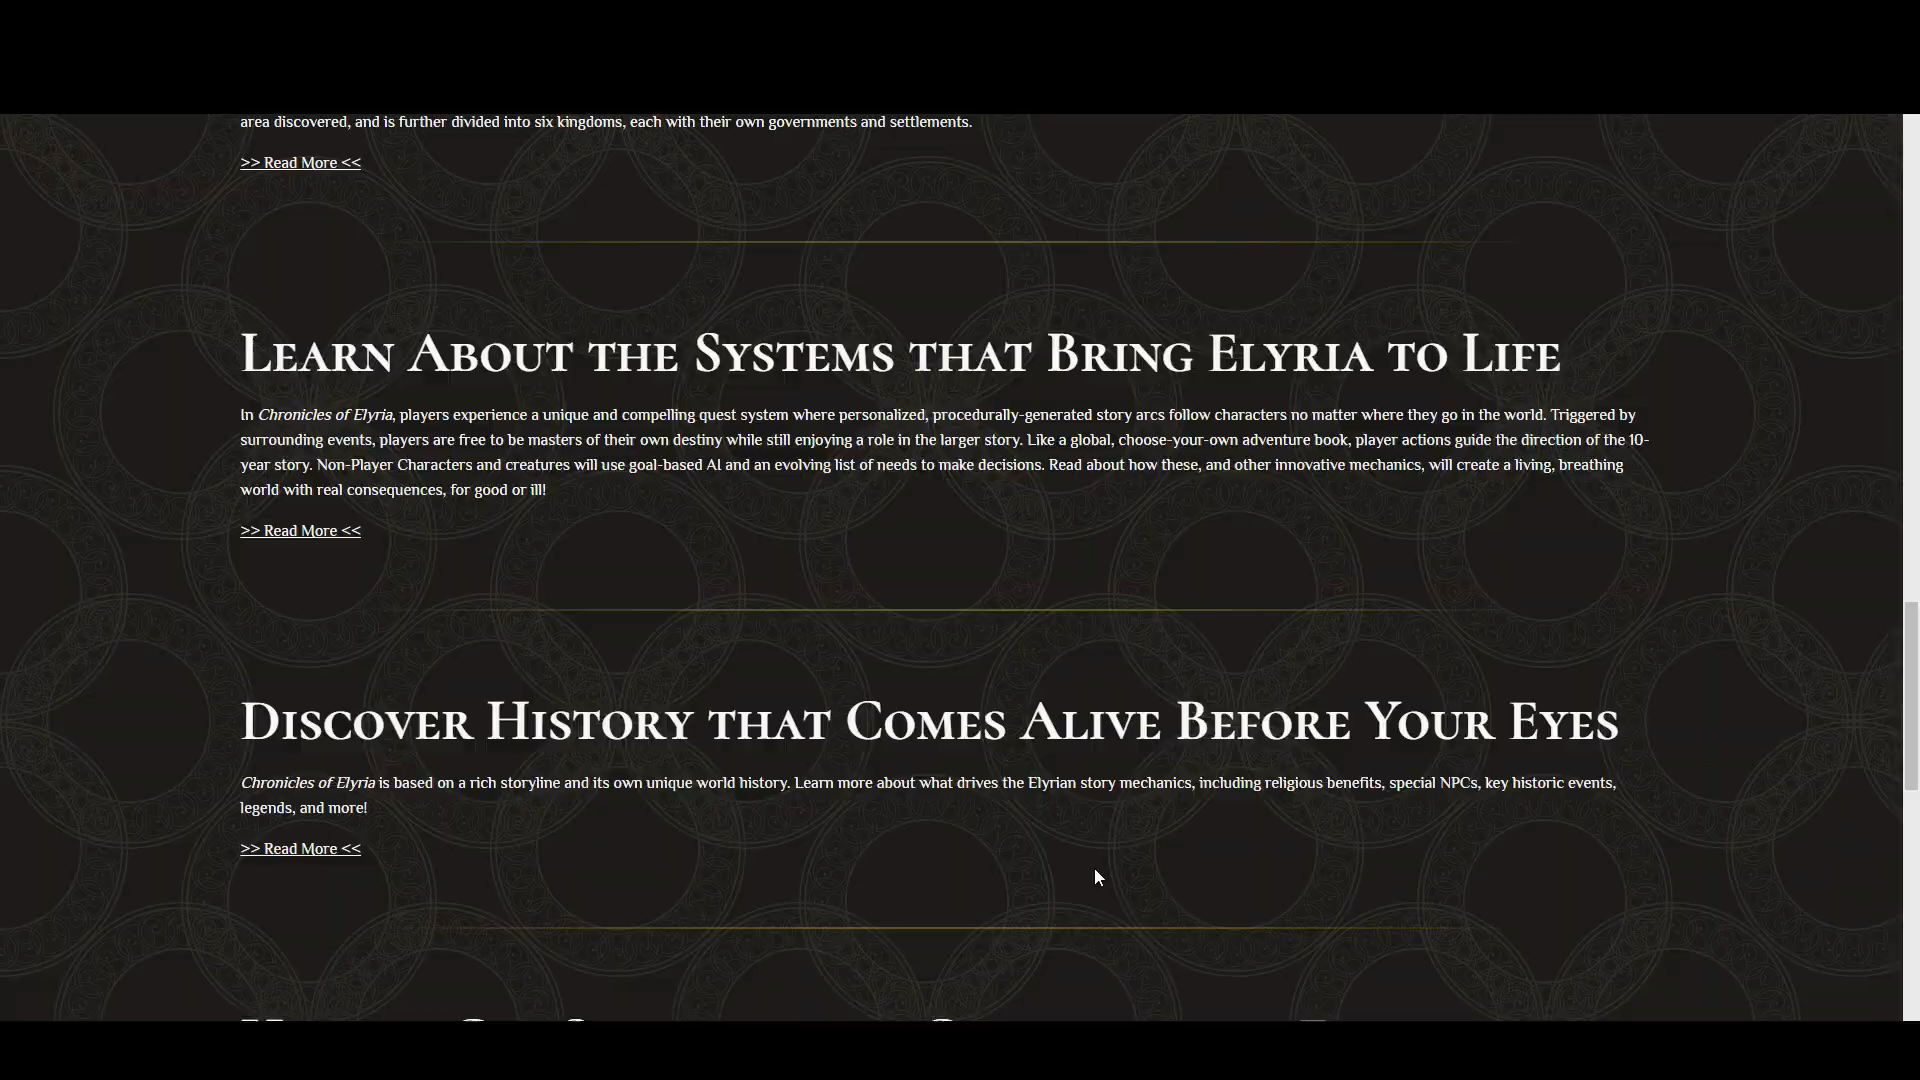 area discovered, and is further divided into six kingdoms, each with their own governments and settlements.
>> Read More <<
Learn About the Systems that Bring Elyria to Life
In Chronicles of Elyria, players experience a unique and compelling quest system where personalized, procedurally-generated story arcs follow characters no matter where they go in the world. Triggered by
surrounding events, players are free to be masters of their own destiny while still enjoying a role in the larger story. Like a global, choose-your-own adventure book, player actions guide the direction of the 10-
year story. Non-Player Characters and creatures will use goal-based AI and an evolving list of needs to make decisions. Read about how these, and other innovative mechanics, will create a living, breathing
world with real consequences, for good or ill!
>> Read More <<
Discover History that Comes Alive Before Your Eyes
Chronicles of Elyria is based on a rich storyline and its own unique world history. Learn more about what drives the Elyrian story mechanics, including religious benefits, special NPCs, key historic events,
legends, and more!
>> Read More <<